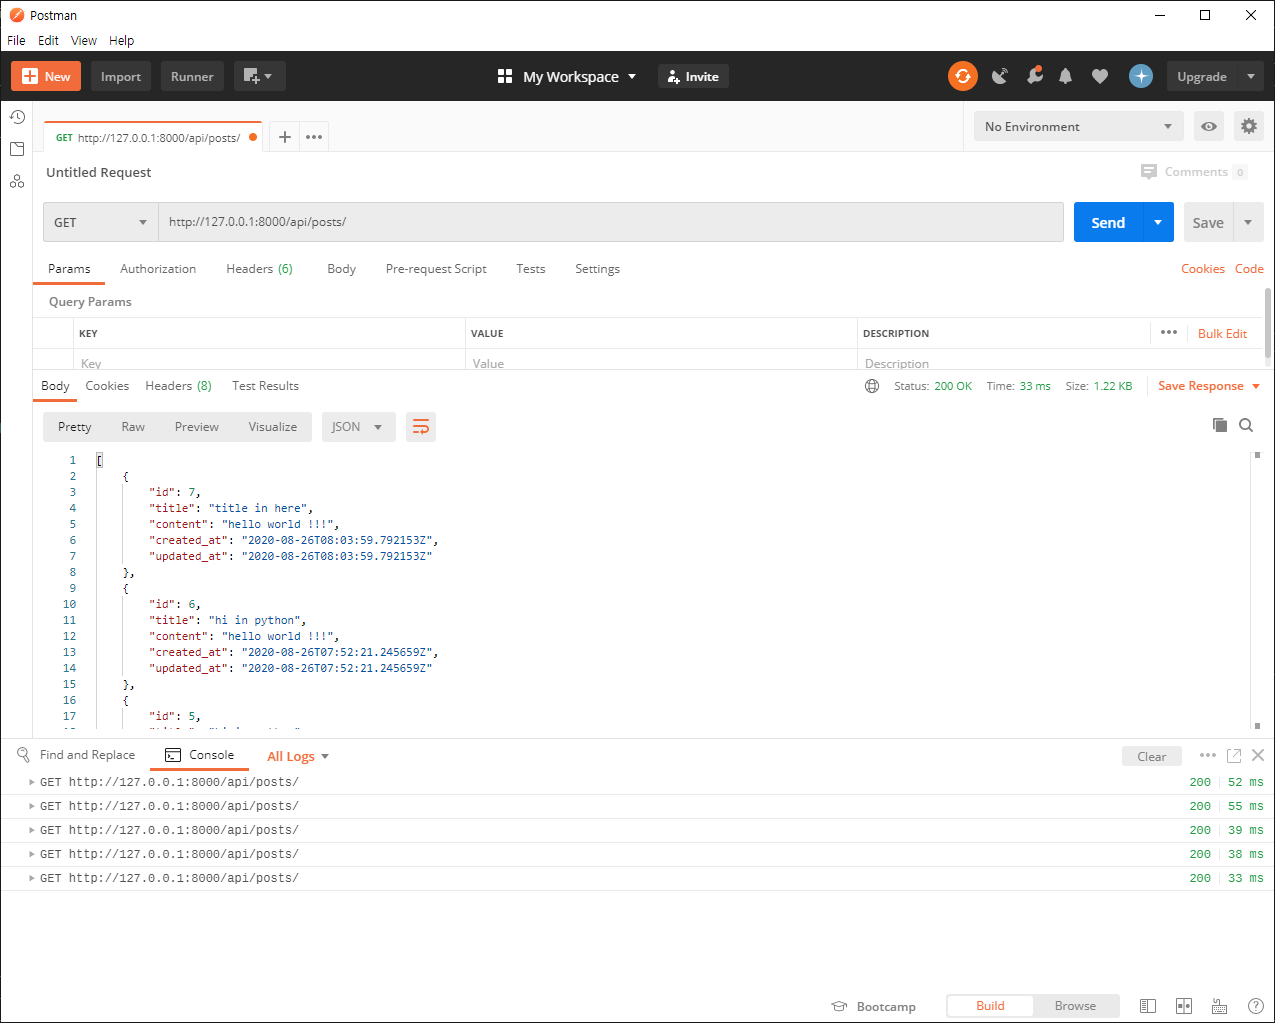 Postman
File Edit View Help
New Import Runner My Workspace Invite Upgrade
GET http://127.0.0.1:8000/api/posts/ No Environment
Untitled Request Comments 0
GET http://127.0.0.1:8000/api/posts/ Send Save
Params Authorization Headers (6) Body Pre-request Script Tests Settings Cookies Code
Query Params
KEY VALUE DESCRIPTION Bulk Edit
Key Value Description
Body Cookies Headers (8) Test Results Status: 200 OK Time: 33 ms Size: 1.22 KB Save Response
Pretty Raw Preview Visualize JSON
1 [
2 {
3 "id": 7,
4 "title": "title in here",
5 "content": "hello world !!!",
6 "created_at": "2020-08-26T08:03:59.792153Z",
7 "updated_at": "2020-08-26T08:03:59.792153Z"
8 },
9 {
10 "id": 6,
11 "title": "hi in python",
12 "content": "hello world !!!",
13 "created_at": "2020-08-26T07:52:21.245659Z",
14 "updated_at": "2020-08-26T07:52:21.245659Z"
15 },
16 {
17 "id": 5,
Find and Replace Console All Logs Clear
GET http://127.0.0.1:8000/api/posts/ 200 52 ms
GET http://127.0.0.1:8000/api/posts/ 200 55 ms
GET http://127.0.0.1:8000/api/posts/ 200 39 ms
GET http://127.0.0.1:8000/api/posts/ 200 38 ms
GET http://127.0.0.1:8000/api/posts/ 200 33 ms
Bootcamp Build Browse